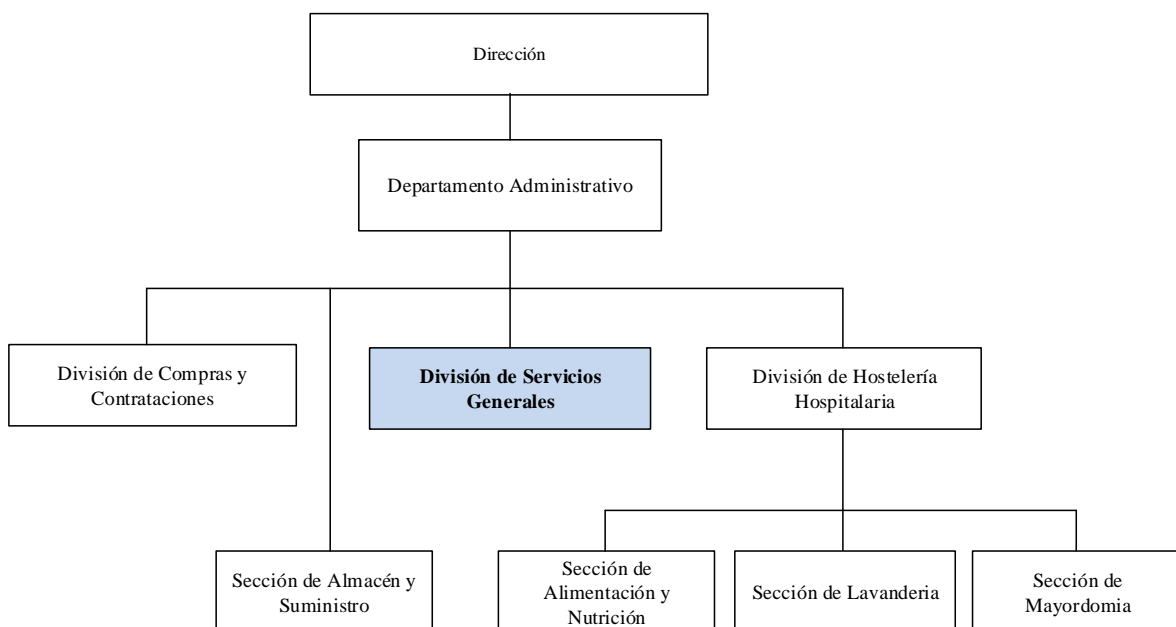 Dirección
Departamento Administrativo
División de Compras y
Contrataciones
División de Servicios
Generales
División de Hostelería
Hospitalaria
Sección de Almacén y
Suministro
Sección de
Alimentación y
Nutrición
Sección de Lavanderia
Sección de
Mayordomia